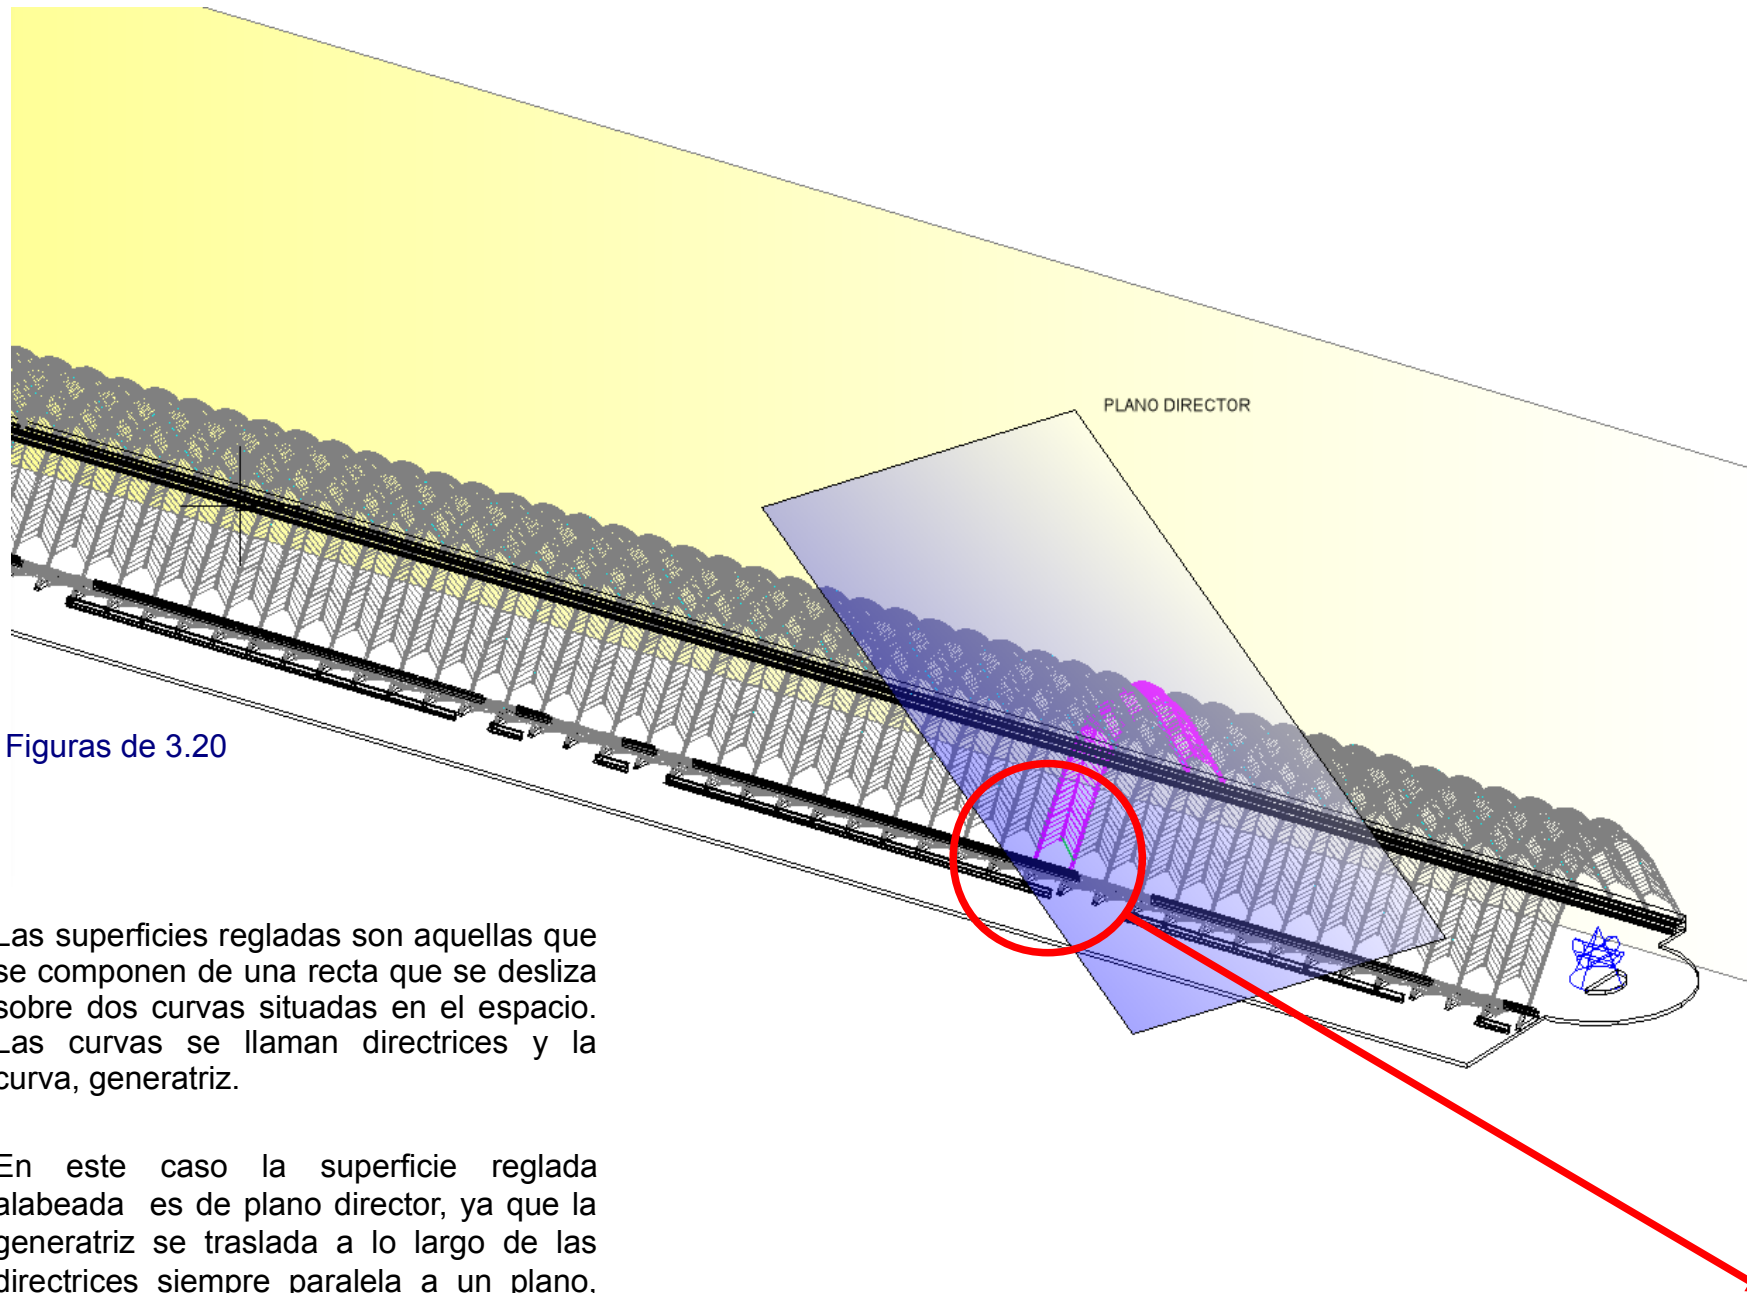 PLANO DIRECTOR
Figuras de 3.20
Las superficies regladas son aquellas que
se componen de una recta que se desliza
sobre dos curvas situadas en el espacio.
Las curvas se llaman directrices y la
curva, generatriz.
En este caso la superficie reglada
alabeada es de plano director, ya que la
generatriz se traslada a lo largo de las
directrices siempre paralela a un plano,